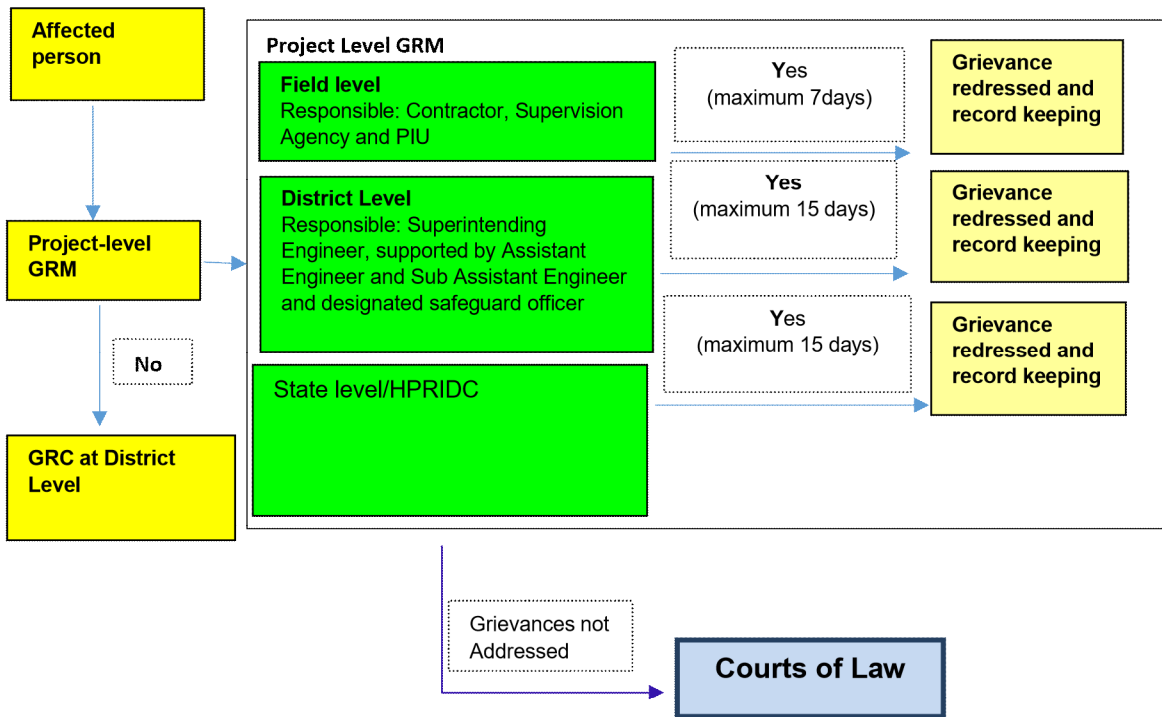 Affected
person
Project-level
GRM
No
GRC at District
Level
Project Level GRM
Field level
Responsible: Contractor, Supervision
Agency and PIU
Yes
(maximum 7days)
Grievance
redressed and
record keeping
District Level
Responsible: Superintending
Engineer, supported by Assistant
Engineer and Sub Assistant Engineer
and designated safeguard officer
Yes
(maximum 15 days)
Grievance
redressed and
record keeping
State level/HPRIDC
Yes
(maximum 15 days)
Grievance
redressed and
record keeping
Grievances not
Addressed
Courts of Law